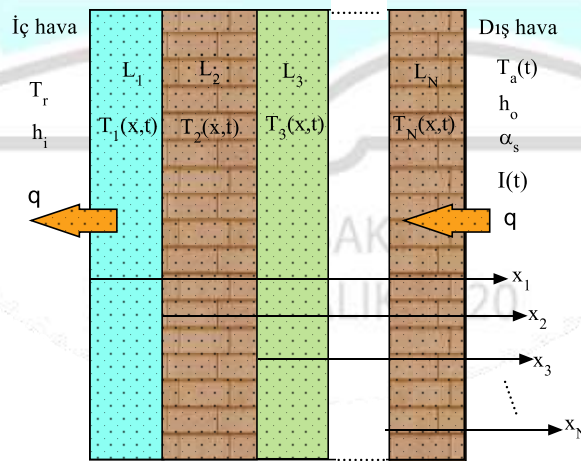 İç hava
Dış hava
L1
L2
L3
LN
Ta(t)
Tr
ho
hi
T1(x,t)
T2(x,t)
T3(x,t)
TN(x,t)
αs
I(t)
q
q
x1
x2
x3
xN